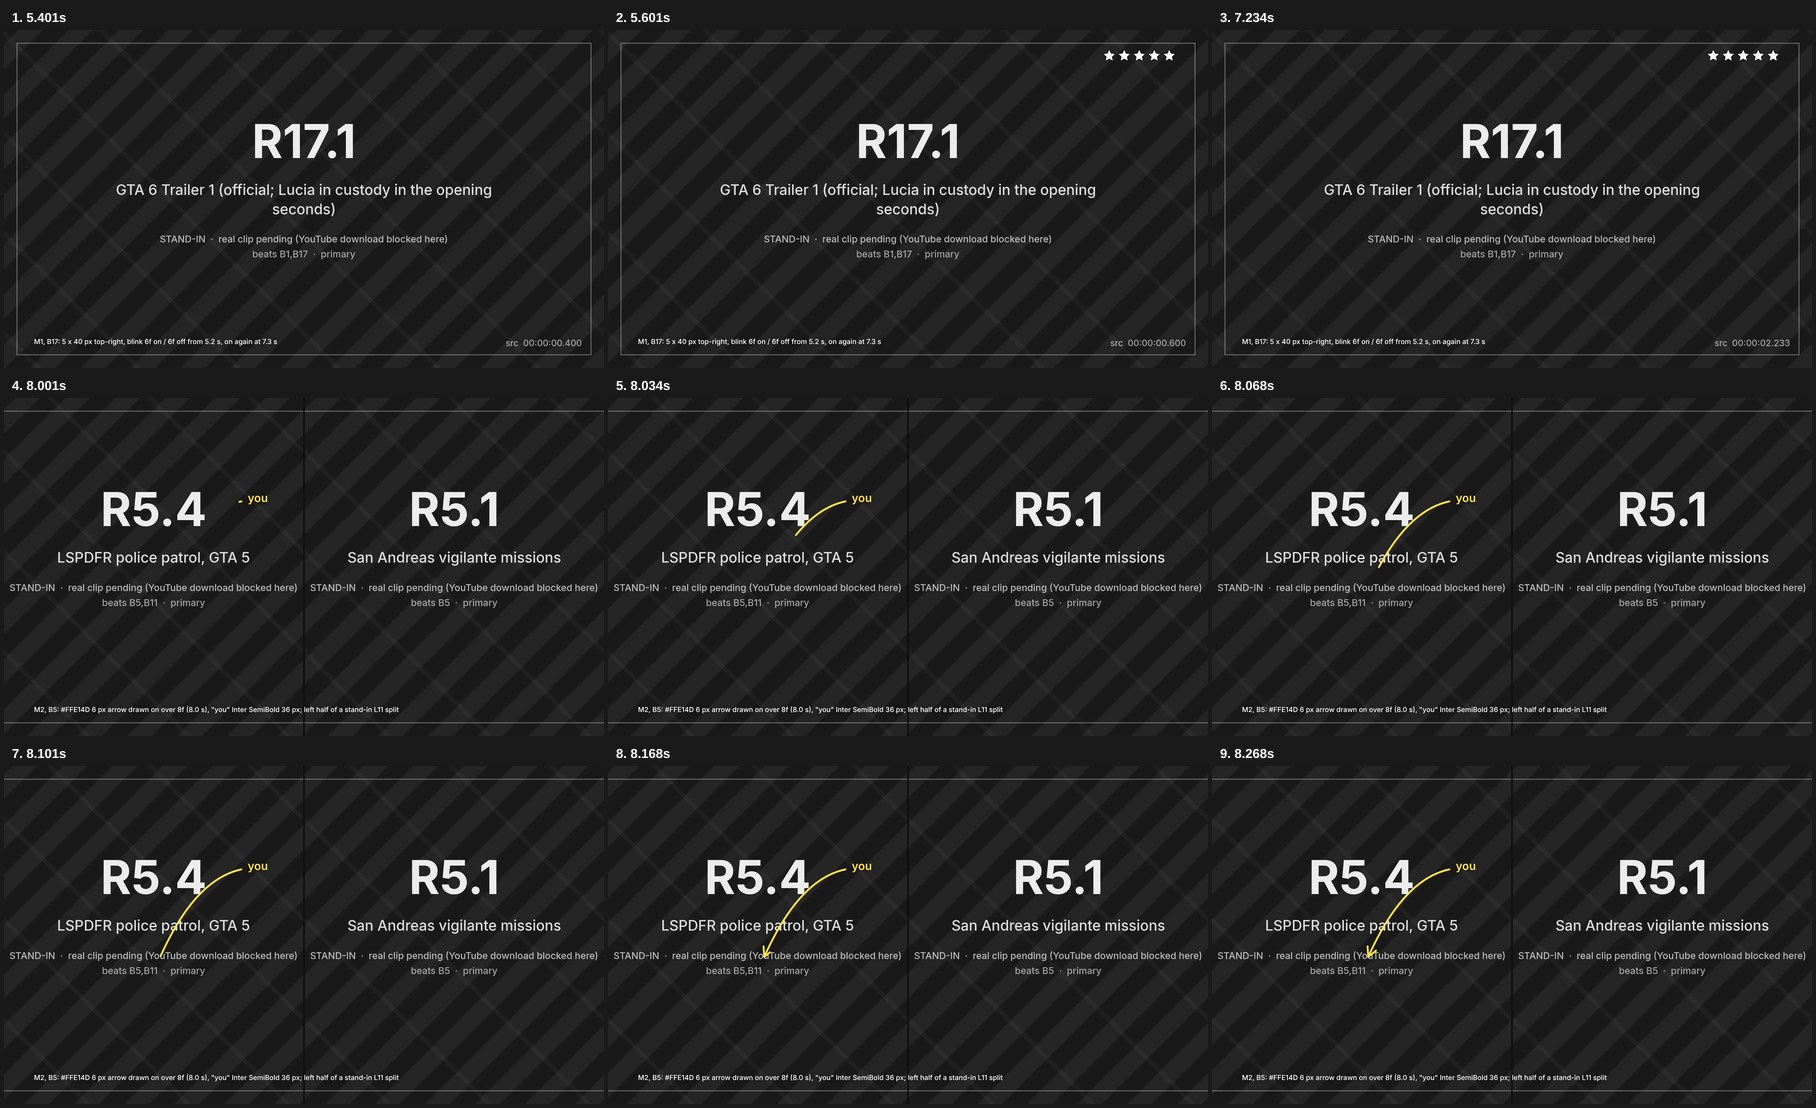 1. 5.401s
R17.1
GTA 6 Trailer 1 (official; Lucia in custody in the opening
seconds)
STAND-IN · real clip pending (YouTube download blocked here)
beats B1,B17 · primary
M1, B17: 5 x 40 px top-right, blink 6f on / 6f off from 5.2 s, on again at 7.3 s
src 00:00:00.400
2. 5.601s
R17.1
GTA 6 Trailer 1 (official; Lucia in custody in the opening
seconds)
STAND-IN · real clip pending (YouTube download blocked here)
beats B1,B17 · primary
M1, B17: 5 x 40 px top-right, blink 6f on / 6f off from 5.2 s, on again at 7.3 s
src 00:00:00.600
3. 7.234s
R17.1
GTA 6 Trailer 1 (official; Lucia in custody in the opening
seconds)
STAND-IN · real clip pending (YouTube download blocked here)
beats B1,B17 · primary
M1, B17: 5 x 40 px top-right, blink 6f on / 6f off from 5.2 s, on again at 7.3 s
src 00:00:02.233
4. 8.001s
you
R5.4
LSPDFR police patrol, GTA 5
STAND-IN · real clip pending (YouTube download blocked here)
beats B5,B11 · primary
R5.1
San Andreas vigilante missions
STAND-IN · real clip pending (YouTube download blocked here)
beats B5 · primary
M2, B5: #FFE14D 6 px arrow drawn on over 8f (8.0 s), "you" Inter SemiBold 36 px; left half of a stand-in L11 split
5. 8.034s
you
R5.4
LSPDFR police patrol, GTA 5
STAND-IN · real clip pending (YouTube download blocked here)
beats B5,B11 · primary
R5.1
San Andreas vigilante missions
STAND-IN · real clip pending (YouTube download blocked here)
beats B5 · primary
M2, B5: #FFE14D 6 px arrow drawn on over 8f (8.0 s), "you" Inter SemiBold 36 px; left half of a stand-in L11 split
6. 8.068s
you
R5.4
LSPDFR police patrol, GTA 5
STAND-IN · real clip pending (YouTube download blocked here)
beats B5,B11 · primary
R5.1
San Andreas vigilante missions
STAND-IN · real clip pending (YouTube download blocked here)
beats B5 · primary
M2, B5: #FFE14D 6 px arrow drawn on over 8f (8.0 s), "you" Inter SemiBold 36 px; left half of a stand-in L11 split
7. 8.101s
you
R5.4
LSPDFR police patrol, GTA 5
STAND-IN · real clip pending (YouTube download blocked here)
beats B5,B11 · primary
R5.1
San Andreas vigilante missions
STAND-IN · real clip pending (YouTube download blocked here)
beats B5 · primary
M2, B5: #FFE14D 6 px arrow drawn on over 8f (8.0 s), "you" Inter SemiBold 36 px; left half of a stand-in L11 split
8. 8.168s
you
R5.4
LSPDFR police patrol, GTA 5
STAND-IN · real clip pending (YouTube download blocked here)
beats B5,B11 · primary
R5.1
San Andreas vigilante missions
STAND-IN · real clip pending (YouTube download blocked here)
beats B5 · primary
M2, B5: #FFE14D 6 px arrow drawn on over 8f (8.0 s), "you" Inter SemiBold 36 px; left half of a stand-in L11 split
9. 8.268s
you
R5.4
LSPDFR police patrol, GTA 5
STAND-IN · real clip pending (YouTube download blocked here)
beats B5,B11 · primary
R5.1
San Andreas vigilante missions
STAND-IN · real clip pending (YouTube download blocked here)
beats B5 · primary
M2, B5: #FFE14D 6 px arrow drawn on over 8f (8.0 s), "you" Inter SemiBold 36 px; left half of a stand-in L11 split